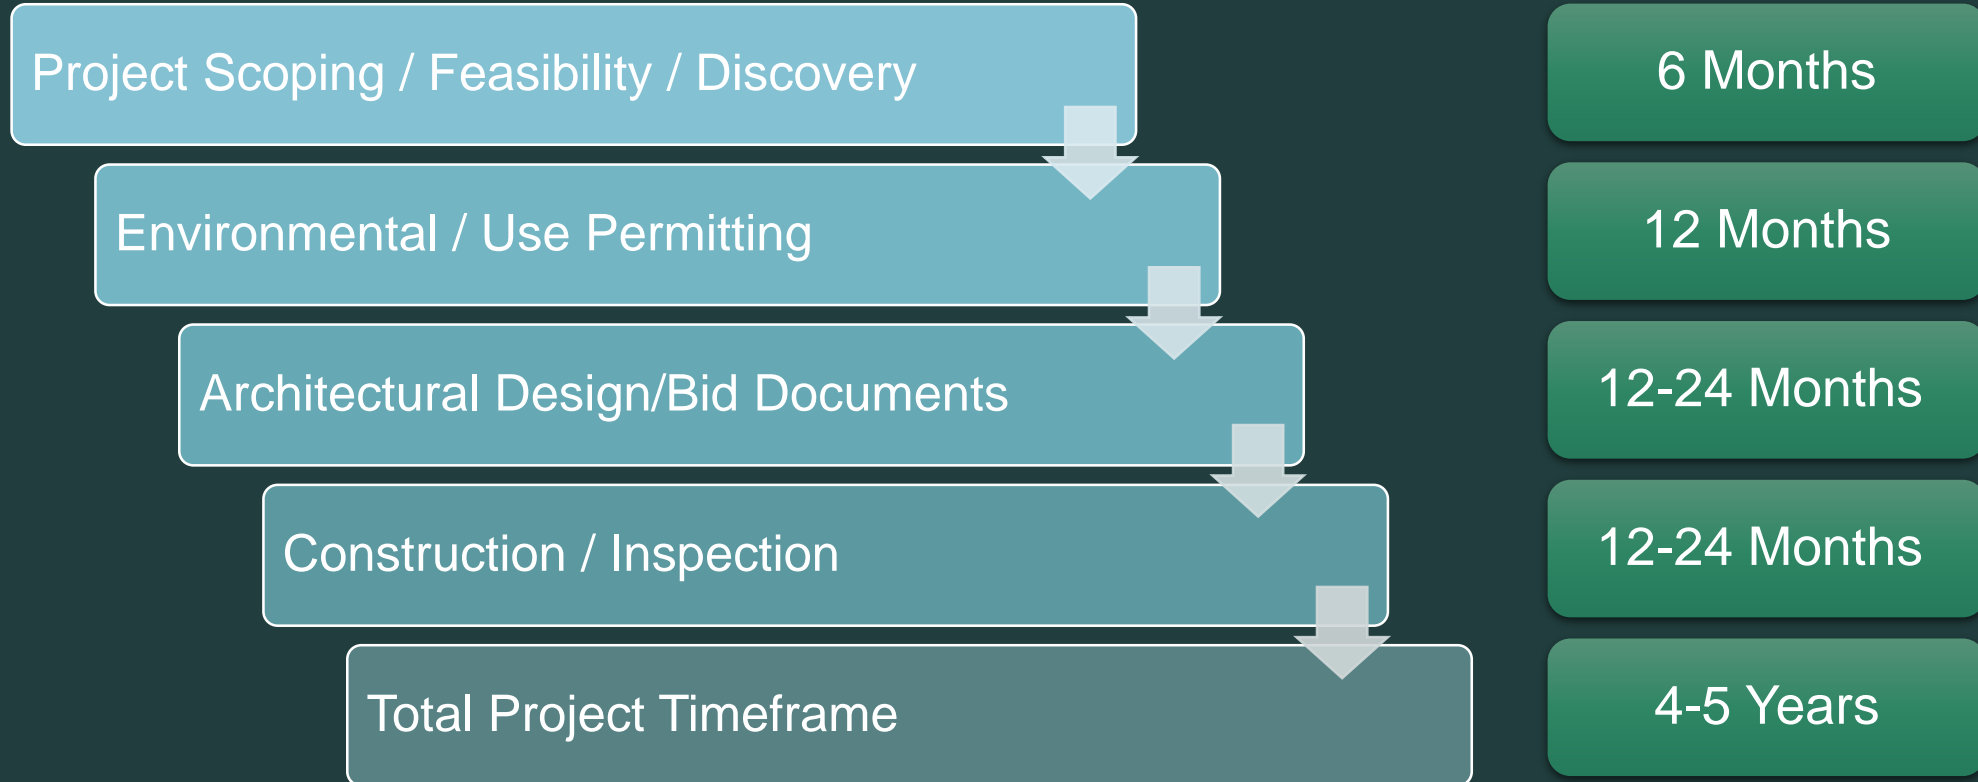 Project Scoping / Feasibility / Discovery
6 Months
Environmental / Use Permitting
12 Months
Architectural Design/Bid Documents
12-24 Months
Construction / Inspection
12-24 Months
Total Project Timeframe
4-5 Years